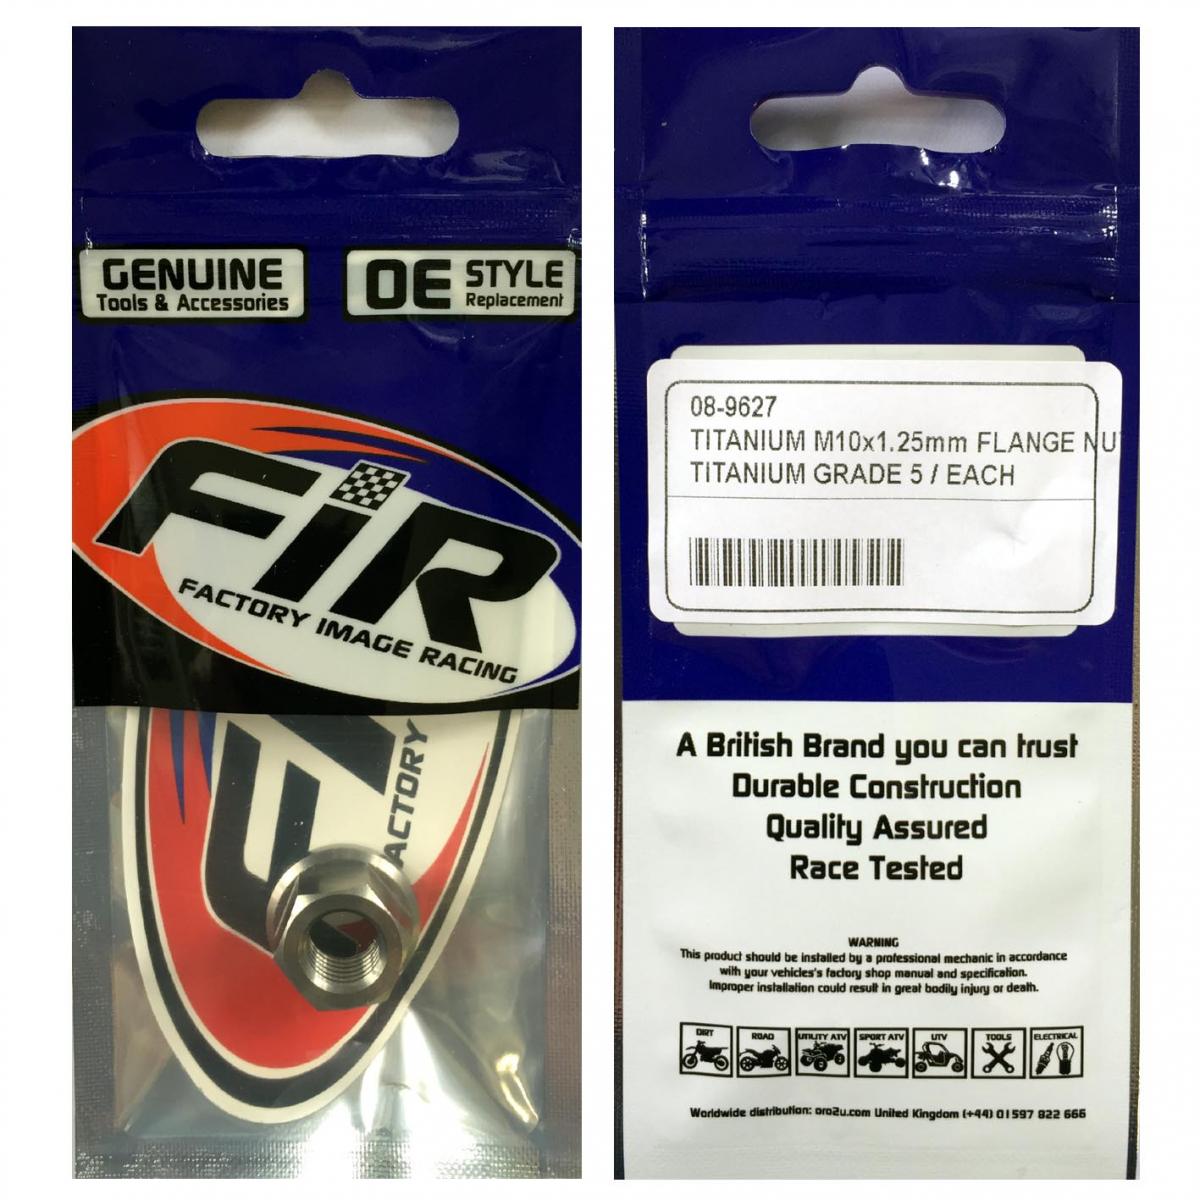 GENUINE
Tools & Accessories
OE STYLE
Replacement
FiR
FACTORY IMAGE RACING
ACTORY
08-9627
TITANIUM M10x1.25mm FLANGE NU
TITANIUM GRADE 5 / EACH
A British Brand you can trust
Durable Construction
Quality Assured
Race Tested
WARNING
This product should be installed by a professional mechanic in accordance
with your vehicles's factory shop manual and specification.
Improper installation could result in great bodily injury or death.
DIRT ROAD UTILITY ATV SPORT ATV UTV TOOLS ELECTRICAL
Worldwide distribution: oro2u.com United Kingdom (+44) 01597 822 666